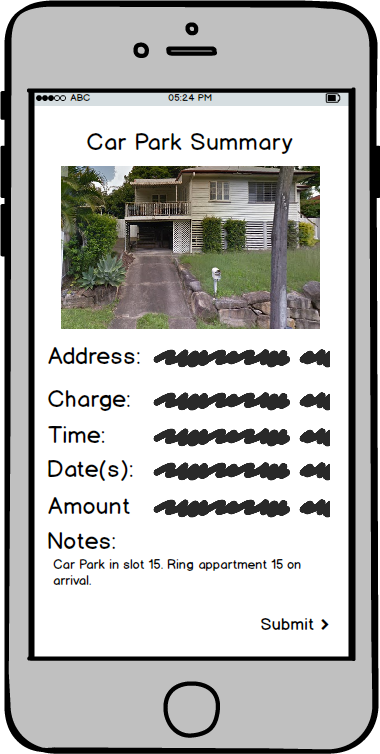 ABC 05:24 PM
Car Park Summary
Address:
Charge:
Time:
Date(s):
Amount
Notes:
Car Park in slot 15. Ring appartment 15 on
arrival.
Submit